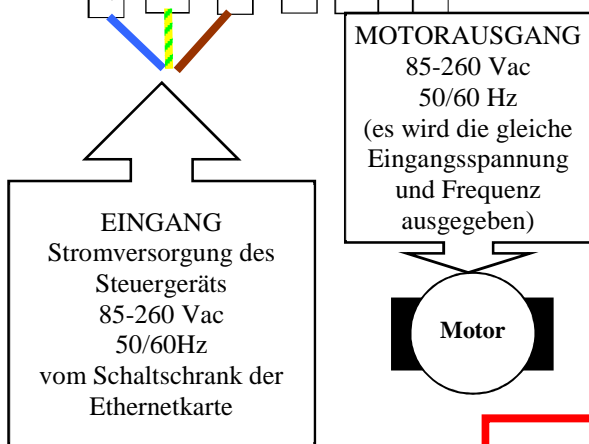 MOTORAUSGANG
85-260 Vac
50/60 Hz
(es wird die gleiche
Eingangsspannung
und Frequenz
ausgegeben)
EINGANG
Stromversorgung des
Steuergeräts
85-260 Vac
50/60Hz
vom Schaltschrank der
Ethernetkarte
Motor